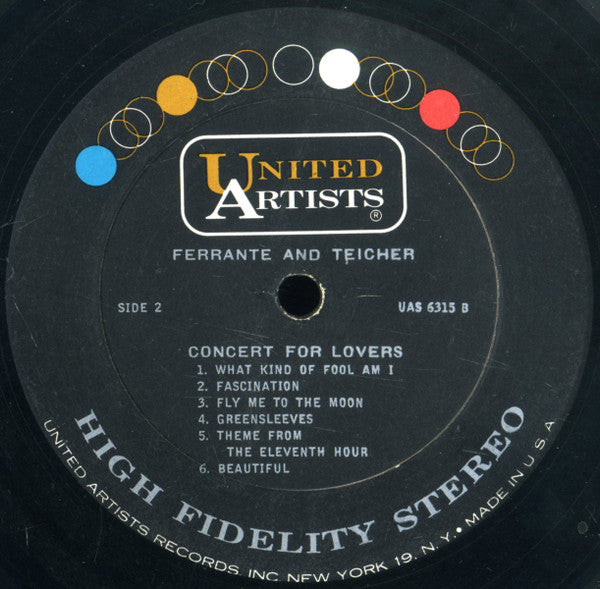 UNITED
ARTISTS
®
FERRANTE AND TEICHER
SIDE 2
UAS 6315 B
CONCERT FOR LOVERS
1. WHAT KIND OF FOOL AM I
2. FASCINATION
3. FLY ME TO THE MOON
4. GREENSLEEVES
5. THEME FROM
THE ELEVENTH HOUR
6. BEAUTIFUL
HIGH FIDELITY STEREO
UNITED ARTISTS RECORDS, INC. NEW YORK 19, N.Y. • MADE IN U S A